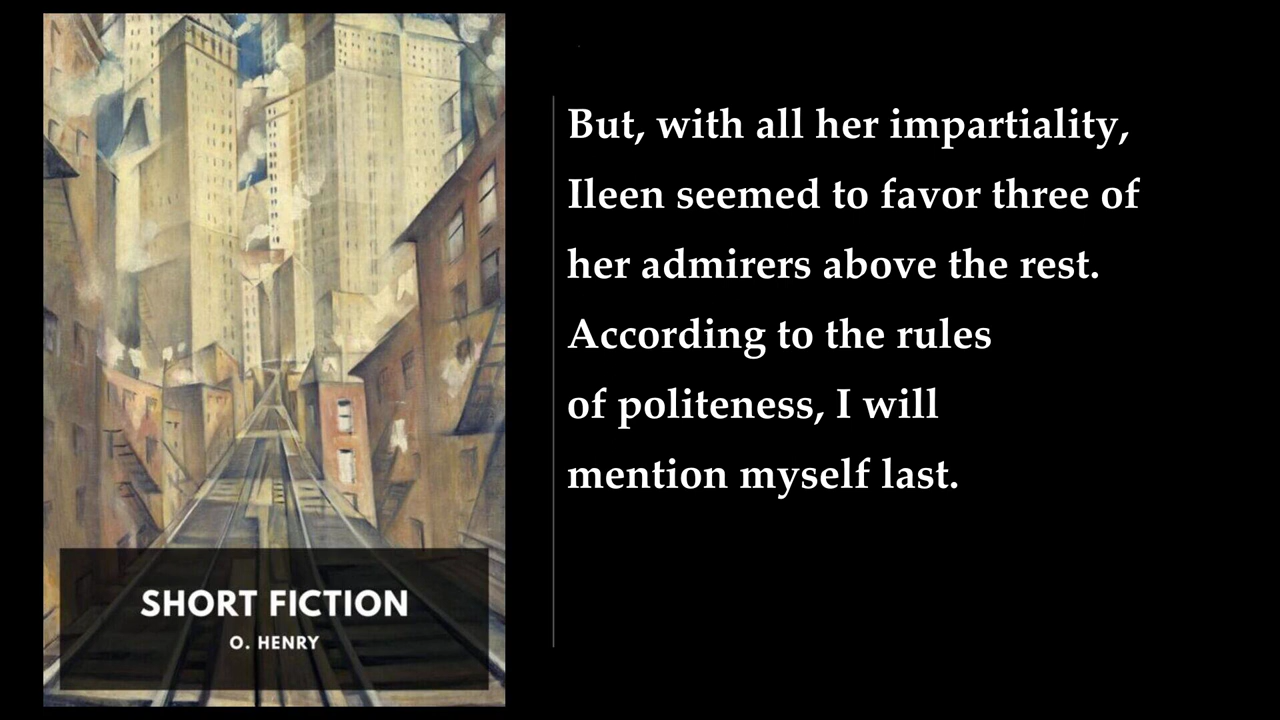 SHORT FICTION
O. HENRY
But, with all her impartiality,
Ileen seemed to favor three of
her admirers above the rest.
According to the rules
of politeness, I will
mention myself last.